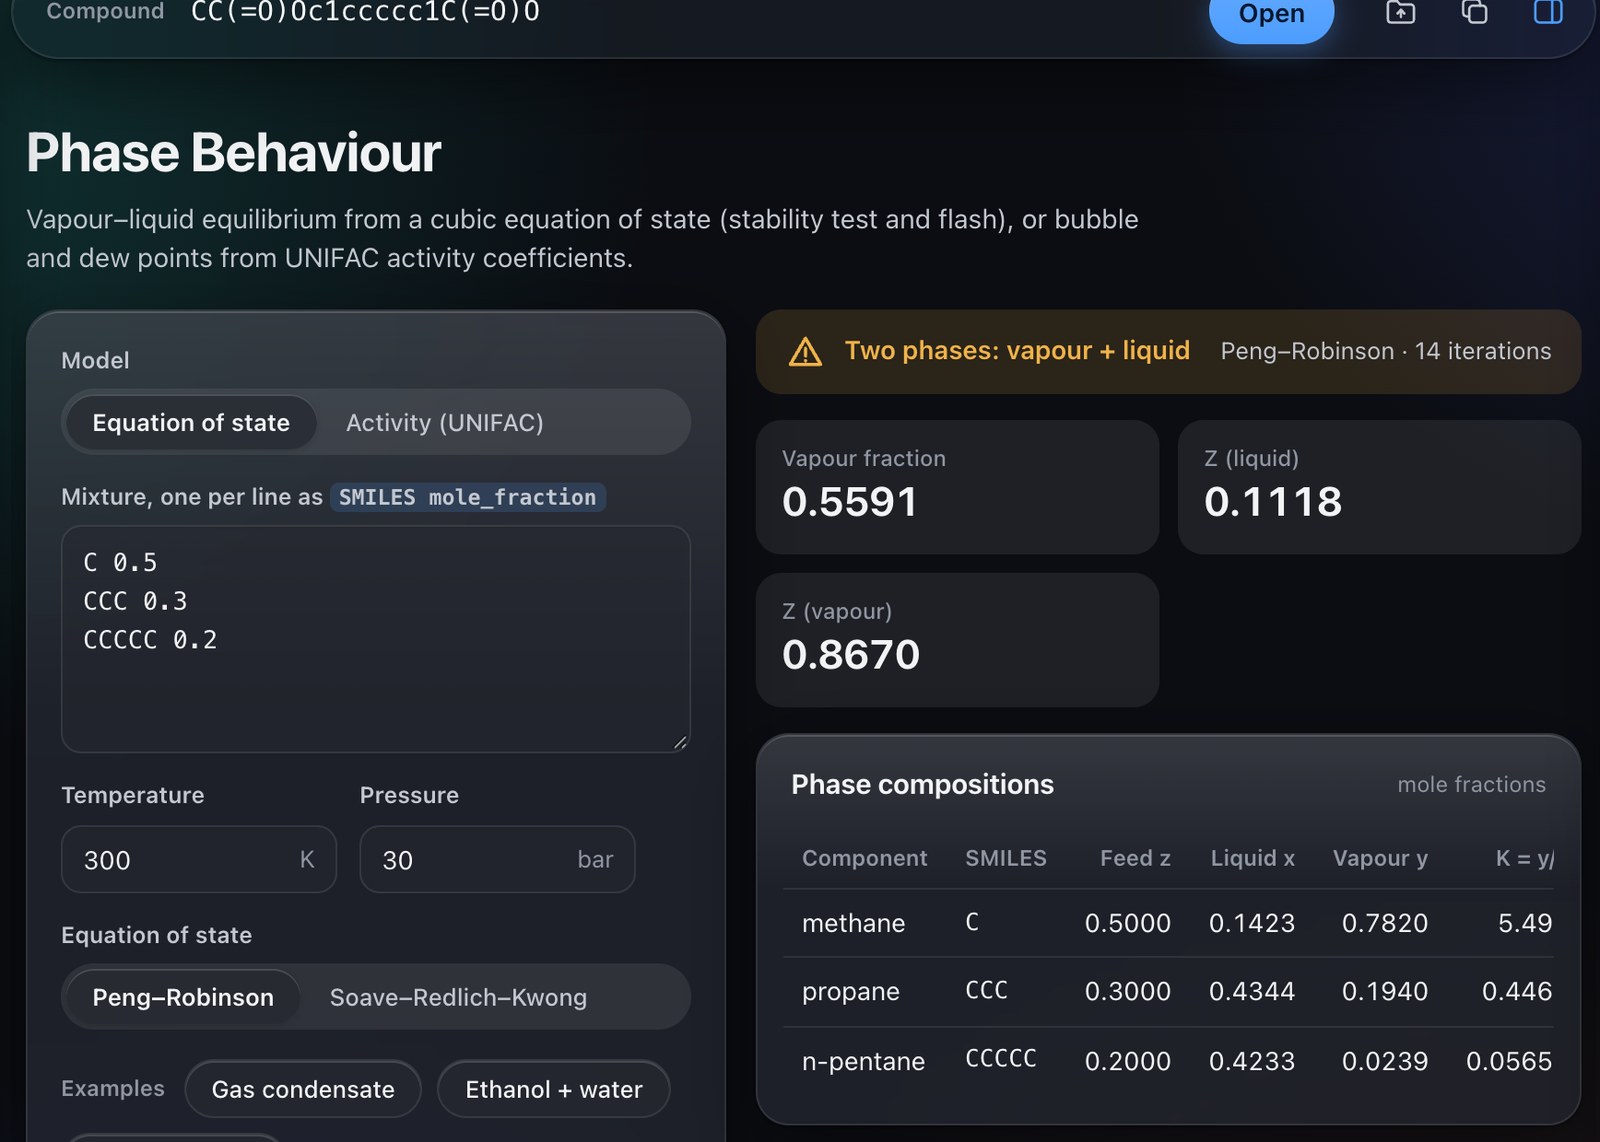 Compound CC(=O)Oc1ccccc1C(=O)O Open
Phase Behaviour
Vapour–liquid equilibrium from a cubic equation of state (stability test and flash), or bubble
and dew points from UNIFAC activity coefficients.
Model
Equation of state Activity (UNIFAC)
Mixture, one per line as SMILES mole_fraction
C 0.5
CCC 0.3
CCCCC 0.2
Temperature Pressure
300 K 30 bar
Equation of state
Peng–Robinson Soave–Redlich–Kwong
Examples Gas condensate Ethanol + water
Two phases: vapour + liquid Peng–Robinson · 14 iterations
Vapour fraction
0.5591
Z (liquid)
0.1118
Z (vapour)
0.8670
Phase compositions mole fractions
Component SMILES Feed z Liquid x Vapour y K = y/
methane C 0.5000 0.1423 0.7820 5.49
propane CCC 0.3000 0.4344 0.1940 0.446
n-pentane CCCCC 0.2000 0.4233 0.0239 0.0565